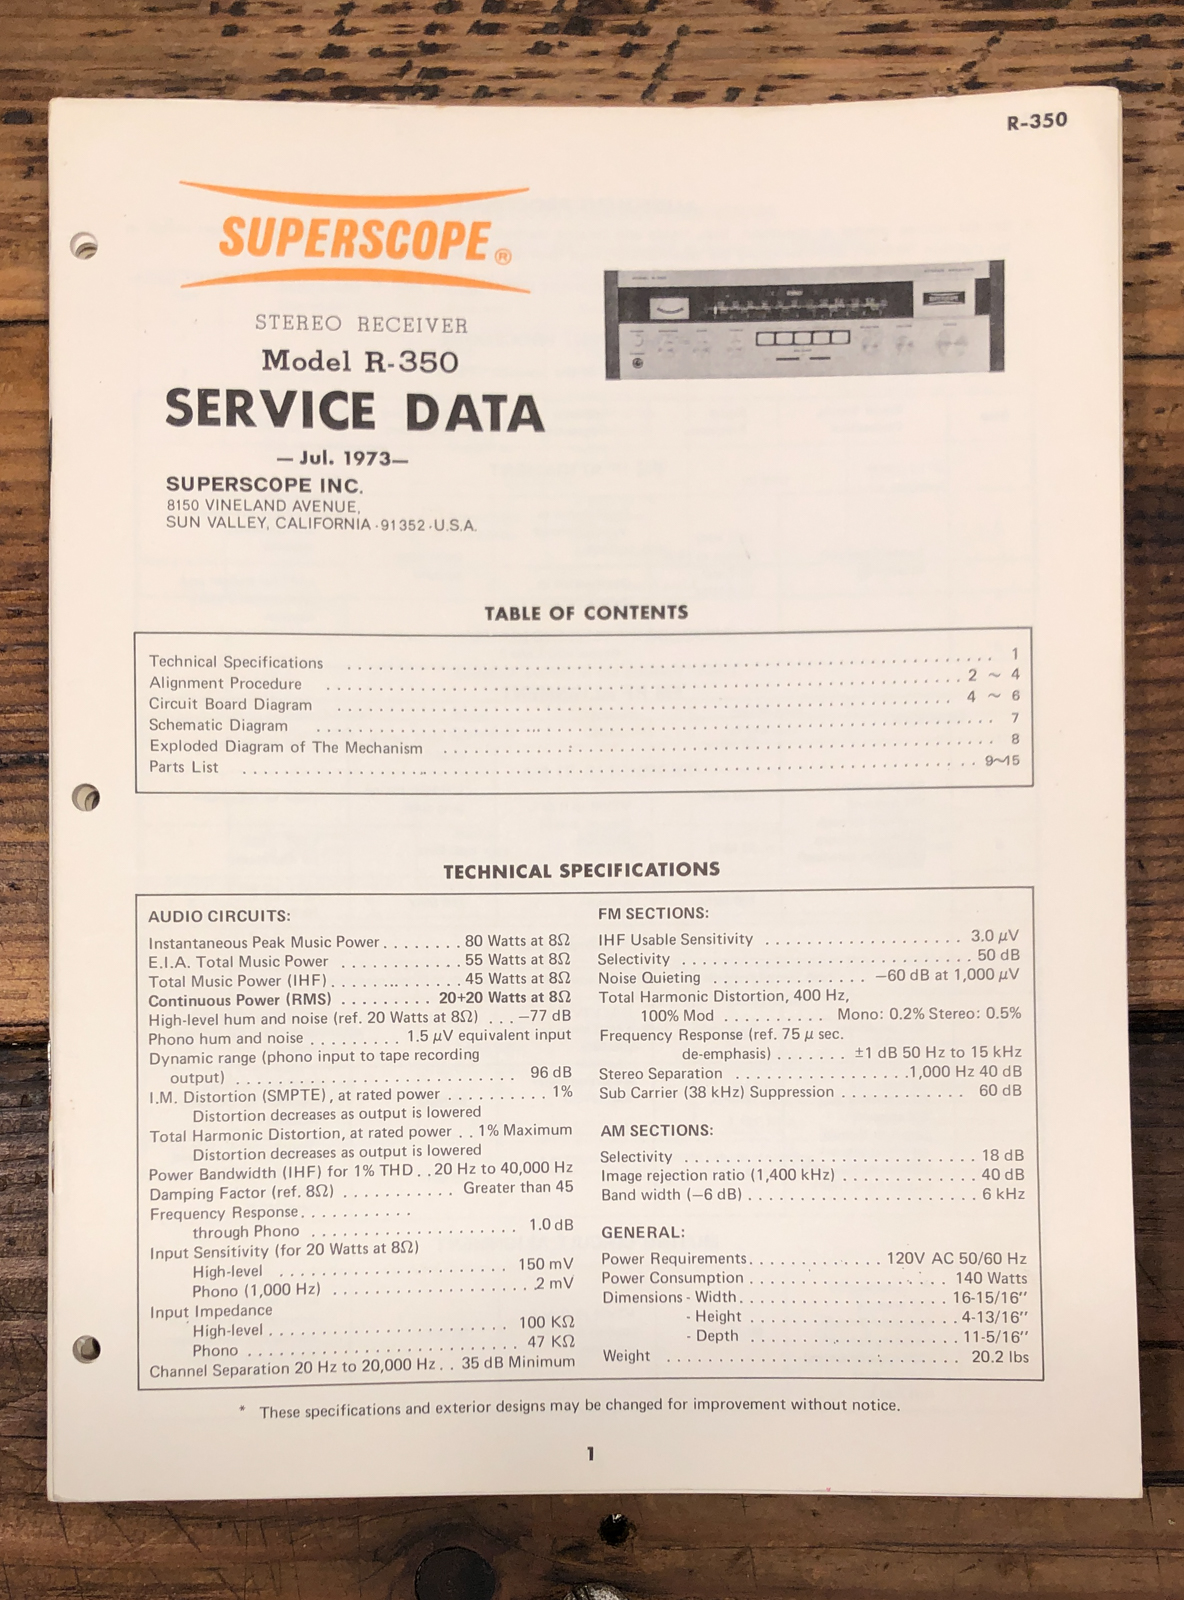 R-350
SUPERSCOPE®
STEREO RECEIVER
Model R-350
SERVICE DATA
— Jul. 1973—
SUPERSCOPE INC.
8150 VINELAND AVENUE,
SUN VALLEY, CALIFORNIA · 91352 · U.S.A.
TABLE OF CONTENTS
Technical Specifications . . . . . . . . . . 1
Alignment Procedure . . . . . . . . . . 2 ~ 4
Circuit Board Diagram . . . . . . . . . . 4 ~ 6
Schematic Diagram . . . . . . . . . . 7
Exploded Diagram of The Mechanism . . . . . . . . . . 8
Parts List . . . . . . . . . . 9~15
TECHNICAL SPECIFICATIONS
AUDIO CIRCUITS:
Instantaneous Peak Music Power . . . . . . . . 80 Watts at 8Ω
E.I.A. Total Music Power . . . . . . . . . . . . 55 Watts at 8Ω
Total Music Power (IHF) . . . . . . . . . . . . 45 Watts at 8Ω
Continuous Power (RMS) . . . . . . . . . 20+20 Watts at 8Ω
High-level hum and noise (ref. 20 Watts at 8Ω) . . . −77 dB
Phono hum and noise . . . . . . . . . 1.5 μV equivalent input
Dynamic range (phono input to tape recording
output) . . . . . . . . . . 96 dB
I.M. Distortion (SMPTE), at rated power . . . . . . . . . . 1%
Distortion decreases as output is lowered
Total Harmonic Distortion, at rated power . . 1% Maximum
Distortion decreases as output is lowered
Power Bandwidth (IHF) for 1% THD . . 20 Hz to 40,000 Hz
Damping Factor (ref. 8Ω) . . . . . . . . . . . Greater than 45
Frequency Response . . . . . . . . . . .
through Phono . . . . . . . . . . 1.0 dB
Input Sensitivity (for 20 Watts at 8Ω)
High-level . . . . . . . . . . 150 mV
Phono (1,000 Hz) . . . . . . . . . . 2 mV
Input Impedance
High-level . . . . . . . . . . 100 KΩ
Phono . . . . . . . . . . 47 KΩ
Channel Separation 20 Hz to 20,000 Hz . . 35 dB Minimum
FM SECTIONS:
IHF Usable Sensitivity . . . . . . . . . . 3.0 μV
Selectivity . . . . . . . . . . 50 dB
Noise Quieting . . . . . . . . . . −60 dB at 1,000 μV
Total Harmonic Distortion, 400 Hz,
100% Mod . . . . . . . . . . Mono: 0.2% Stereo: 0.5%
Frequency Response (ref. 75 μ sec.
de-emphasis) . . . . . . . ±1 dB 50 Hz to 15 kHz
Stereo Separation . . . . . . . . . . 1,000 Hz 40 dB
Sub Carrier (38 kHz) Suppression . . . . . . . . . . 60 dB
AM SECTIONS:
Selectivity . . . . . . . . . . 18 dB
Image rejection ratio (1,400 kHz) . . . . . . . . . . 40 dB
Band width (−6 dB) . . . . . . . . . . 6 kHz
GENERAL:
Power Requirements . . . . . . . . . . 120V AC 50/60 Hz
Power Consumption . . . . . . . . . . 140 Watts
Dimensions - Width . . . . . . . . . . 16-15/16"
- Height . . . . . . . . . . 4-13/16"
- Depth . . . . . . . . . . 11-5/16"
Weight . . . . . . . . . . 20.2 lbs
* These specifications and exterior designs may be changed for improvement without notice.
1